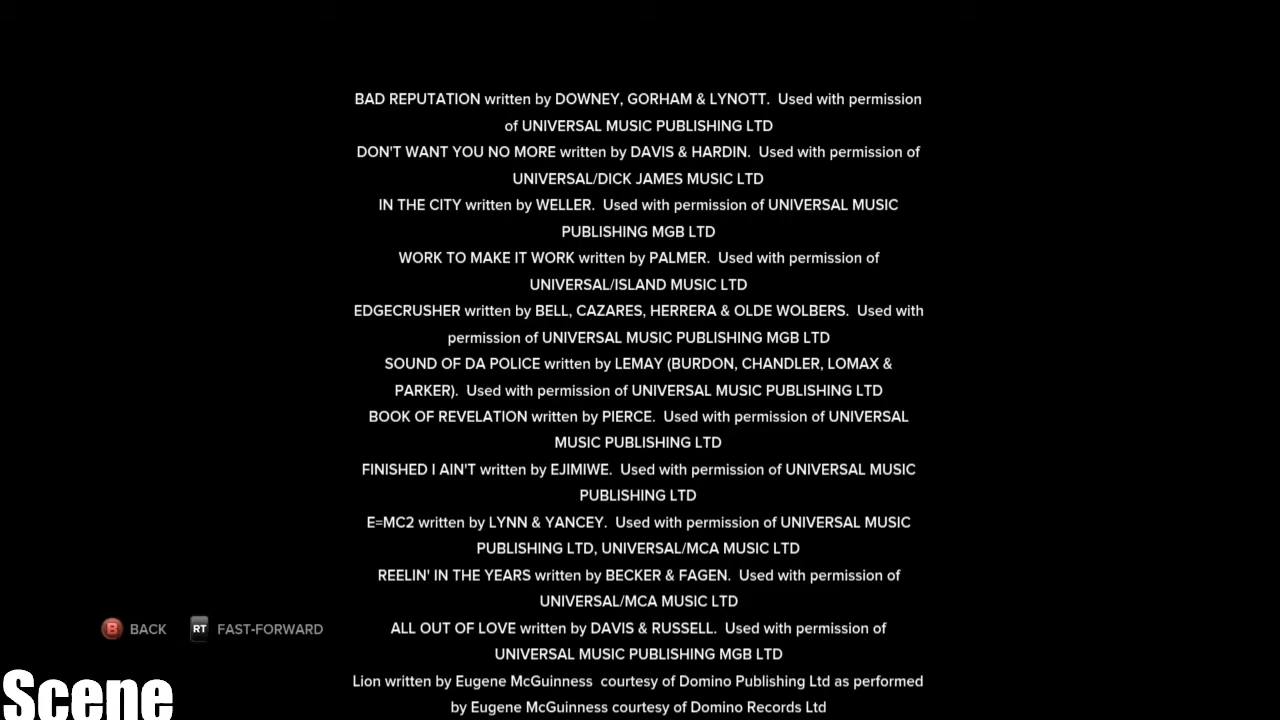 BAD REPUTATION written by DOWNEY, GORHAM & LYNOTT.  Used with permission
of UNIVERSAL MUSIC PUBLISHING LTD
DON'T WANT YOU NO MORE written by DAVIS & HARDIN.  Used with permission of
UNIVERSAL/DICK JAMES MUSIC LTD
IN THE CITY written by WELLER.  Used with permission of UNIVERSAL MUSIC
PUBLISHING MGB LTD
WORK TO MAKE IT WORK written by PALMER.  Used with permission of
UNIVERSAL/ISLAND MUSIC LTD
EDGECRUSHER written by BELL, CAZARES, HERRERA & OLDE WOLBERS.  Used with
permission of UNIVERSAL MUSIC PUBLISHING MGB LTD
SOUND OF DA POLICE written by LEMAY (BURDON, CHANDLER, LOMAX &
PARKER).  Used with permission of UNIVERSAL MUSIC PUBLISHING LTD
BOOK OF REVELATION written by PIERCE.  Used with permission of UNIVERSAL
MUSIC PUBLISHING LTD
FINISHED I AIN'T written by EJIMIWE.  Used with permission of UNIVERSAL MUSIC
PUBLISHING LTD
E=MC2 written by LYNN & YANCEY.  Used with permission of UNIVERSAL MUSIC
PUBLISHING LTD, UNIVERSAL/MCA MUSIC LTD
REELIN' IN THE YEARS written by BECKER & FAGEN.  Used with permission of
UNIVERSAL/MCA MUSIC LTD
ALL OUT OF LOVE written by DAVIS & RUSSELL.  Used with permission of
UNIVERSAL MUSIC PUBLISHING MGB LTD
Lion written by Eugene McGuinness  courtesy of Domino Publishing Ltd as performed
by Eugene McGuinness courtesy of Domino Records Ltd
B BACK RT FAST-FORWARD
Scene